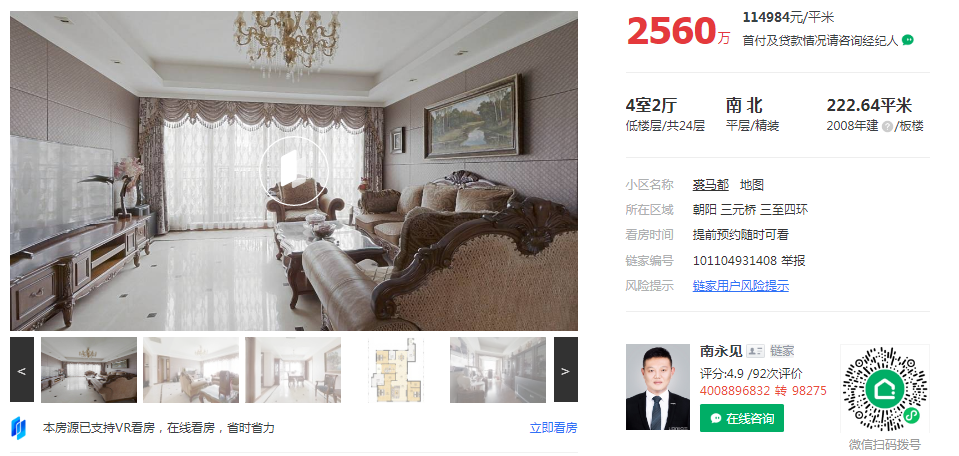 2560万
114984元/平米
首付及贷款情况请咨询经纪人
4室2厅
低楼层/共24层
南 北
平层/精装
222.64平米
2008年建 ?/板楼
小区名称 裘马都 地图
所在区域 朝阳 三元桥 三至四环
看房时间 提前预约随时可看
链家编号 101104931408 举报
风险提示 链家用户风险提示
<
>
本房源已支持VR看房，在线看房，省时省力
立即看房
南永见 链家
评分:4.9 /92次评价
4008896832 转 98275
在线咨询
微信扫码拨号